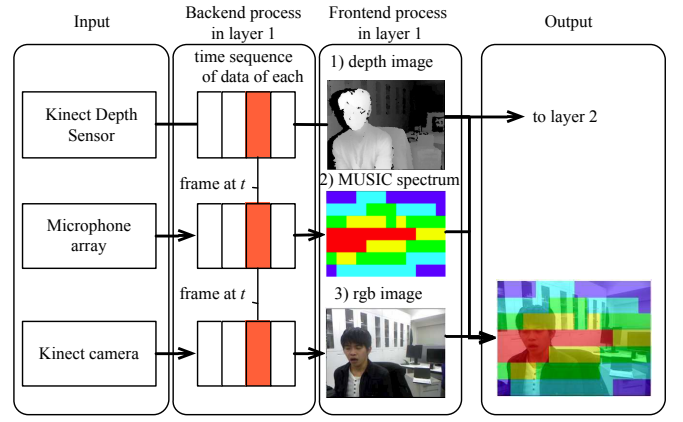 Input
Backend process
in layer 1
Frontend process
in layer 1
Output
time sequence
of data of each
1) depth image
Kinect Depth
Sensor
to layer 2
frame at t
2) MUSIC spectrum
Microphone
array
frame at t
3) rgb image
Kinect camera